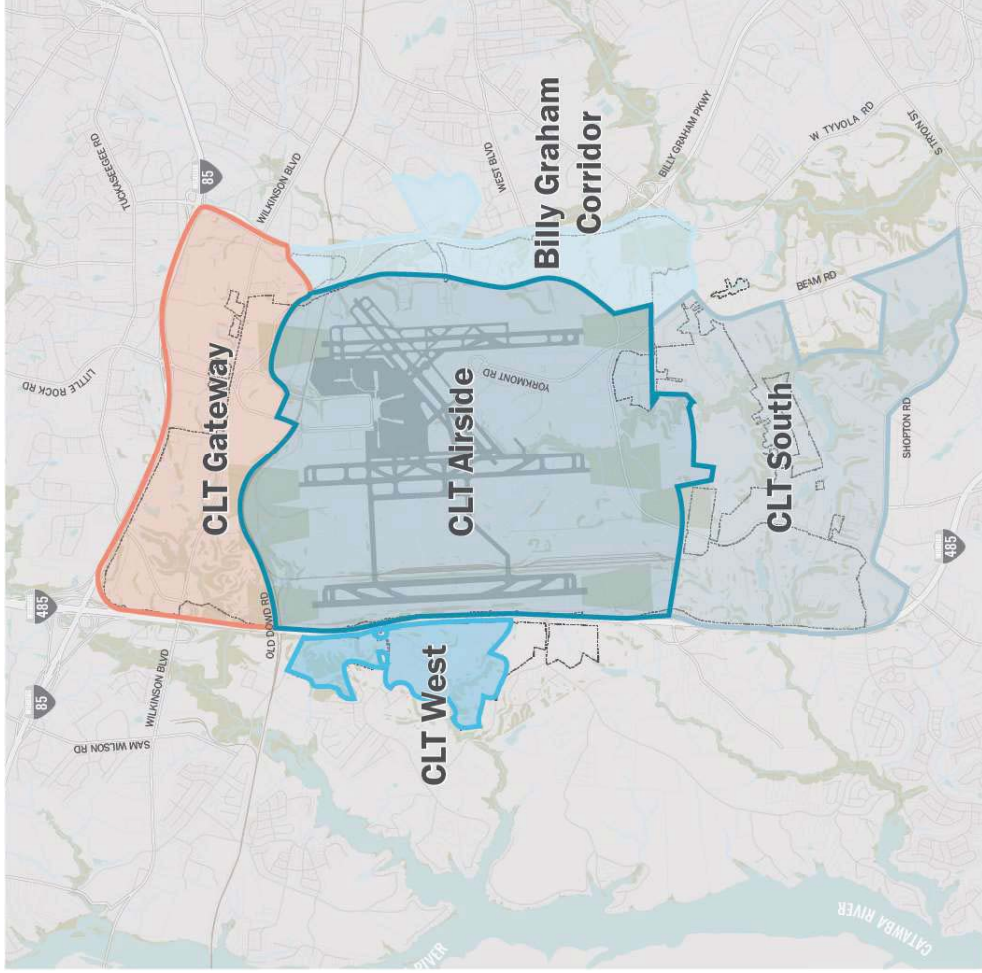 TUCKASEEGEE RD
85
WILKINSON BLVD
LITTLE ROCK RD
CLT Gateway
485
85
WILKINSON BLVD
SAM WILSON RD
OLD DOWD RD
WEST BLVD
Billy Graham
Corridor
BILLY GRAHAM PKWY
W TYVOLA RD
S TRYON ST
YORKMONT RD
CLT Airside
BEAM RD
CLT West
CLT South
SHOPTON RD
485
RIVER
CATAWBA RIVER